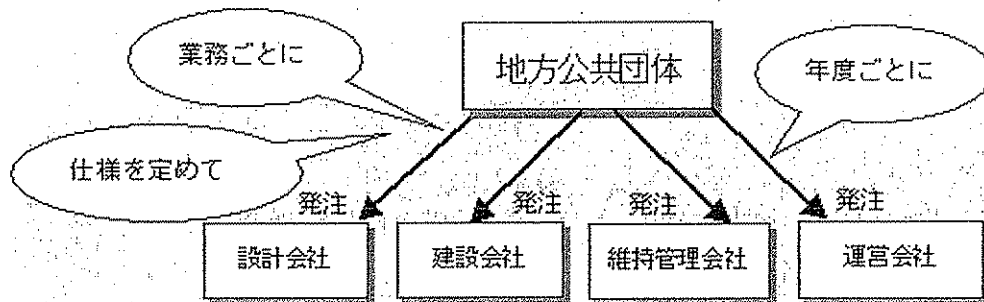 業務ごとに
地方公共団体
年度ごとに
仕様を定めて
発注
発注
発注
発注
設計会社
建設会社
維持管理会社
運営会社